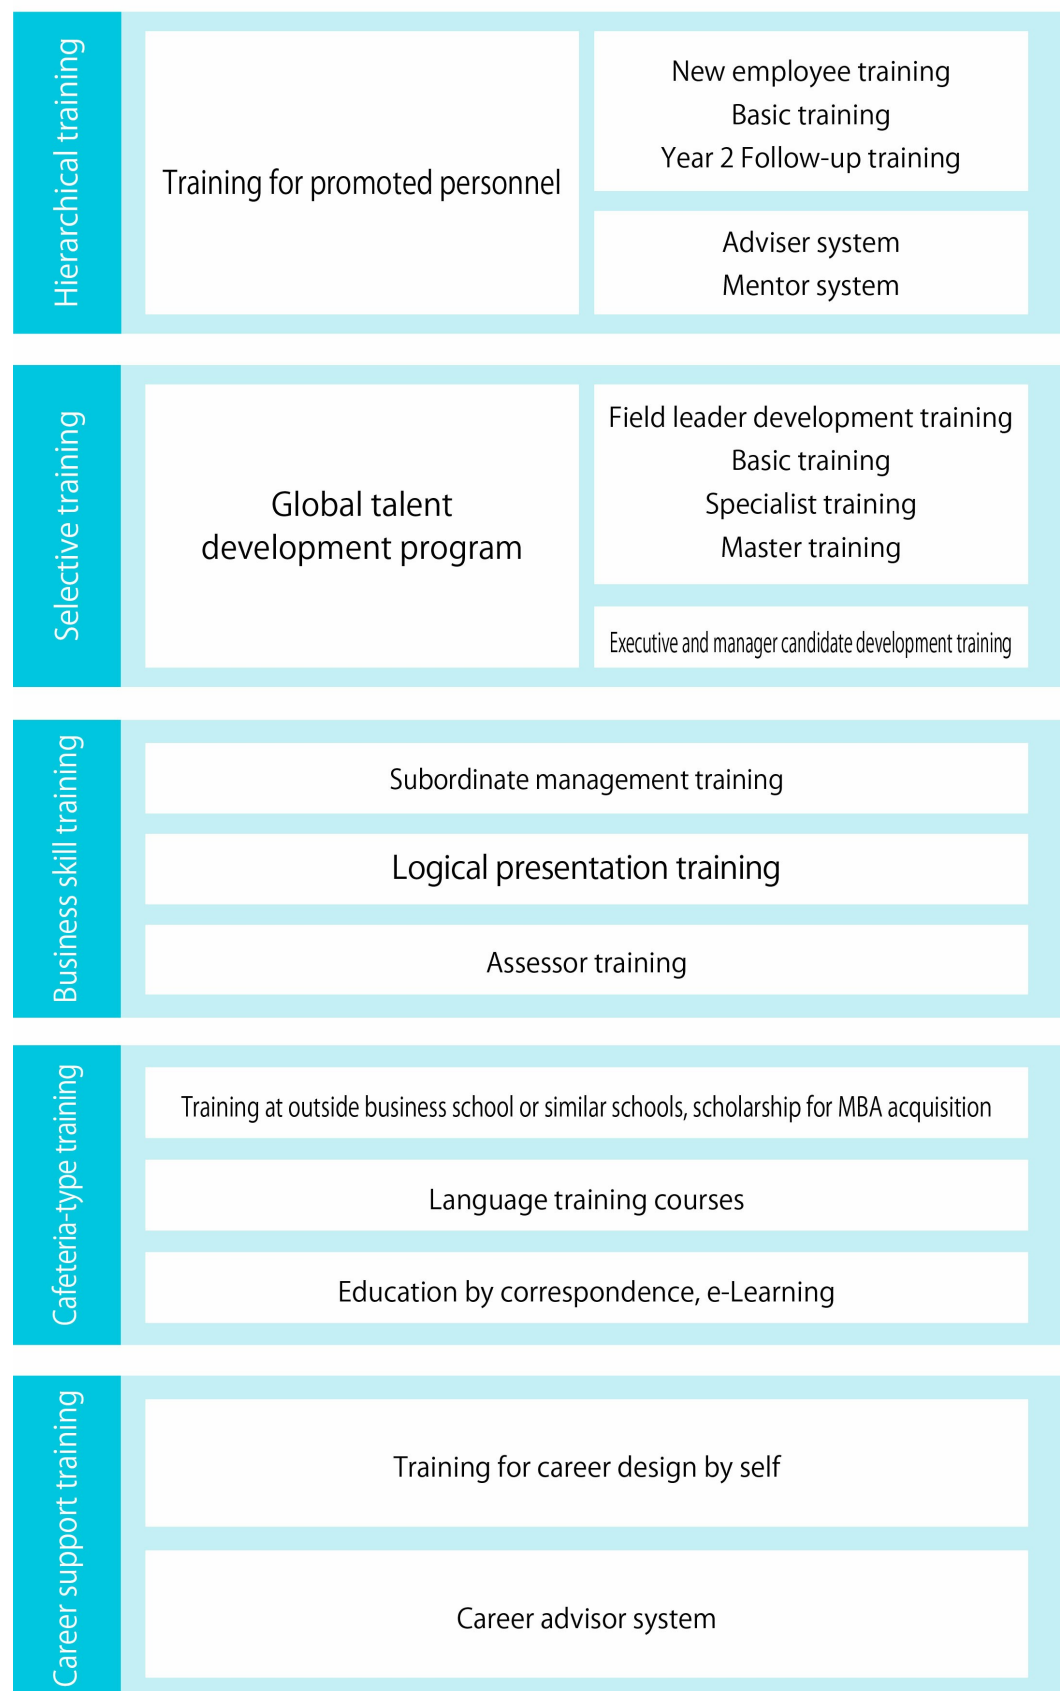 Hierarchical training
Training for promoted personnel
New employee training
Basic training
Year 2 Follow-up training
Adviser system
Mentor system
Selective training
Global talent
development program
Field leader development training
Basic training
Specialist training
Master training
Executive and manager candidate development training
Business skill training
Subordinate management training
Logical presentation training
Assessor training
Cafeteria-type training
Training at outside business school or similar schools, scholarship for MBA acquisition
Language training courses
Education by correspondence, e-Learning
Career support training
Training for career design by self
Career advisor system